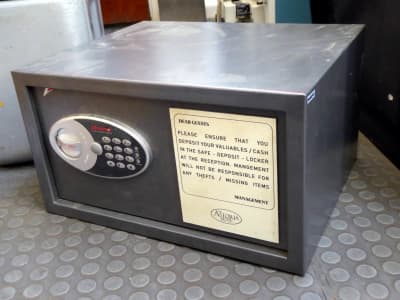 DEAR GUESTS
PLEASE ENSURE THAT YOU
DEPOSIT YOUR VALUABLES / CASH
IN THE SAFE - DEPOSIT - LOCKER
AT THE RECEPTION. MANGEMENT
WILL NOT BE RESPONSIBLE FOR
ANY THEFTS / MISSING ITEMS
MANAGEMENT